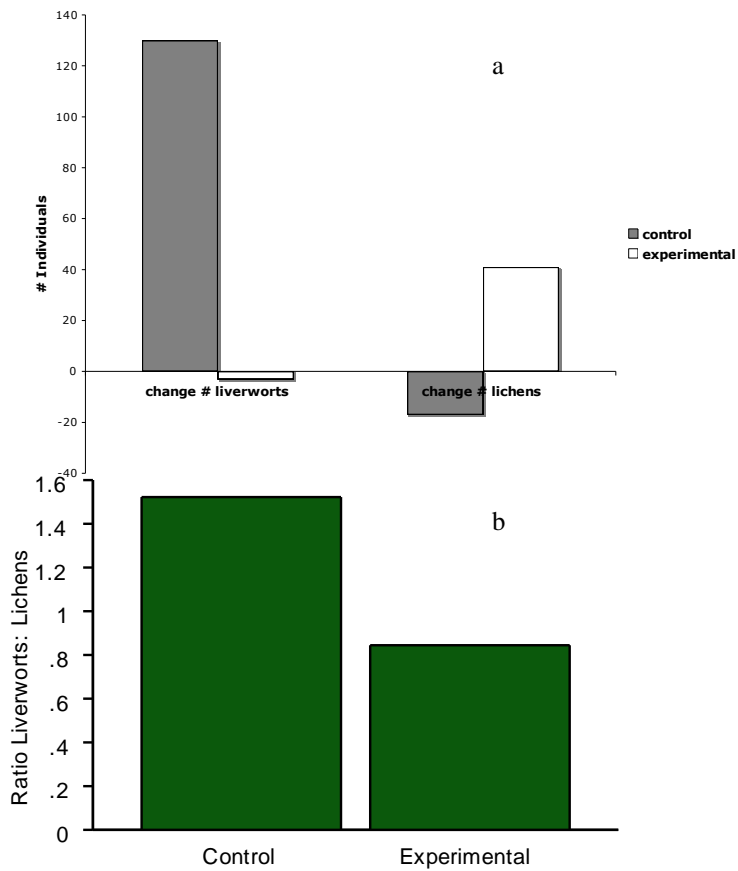 140
120
100
80
60
40
20
0
-20
-40
# Individuals
a
control
experimental
change # liverworts
change # lichens
1.6
1.4
1.2
1
.8
.6
.4
.2
0
Ratio Liverworts: Lichens
b
Control
Experimental